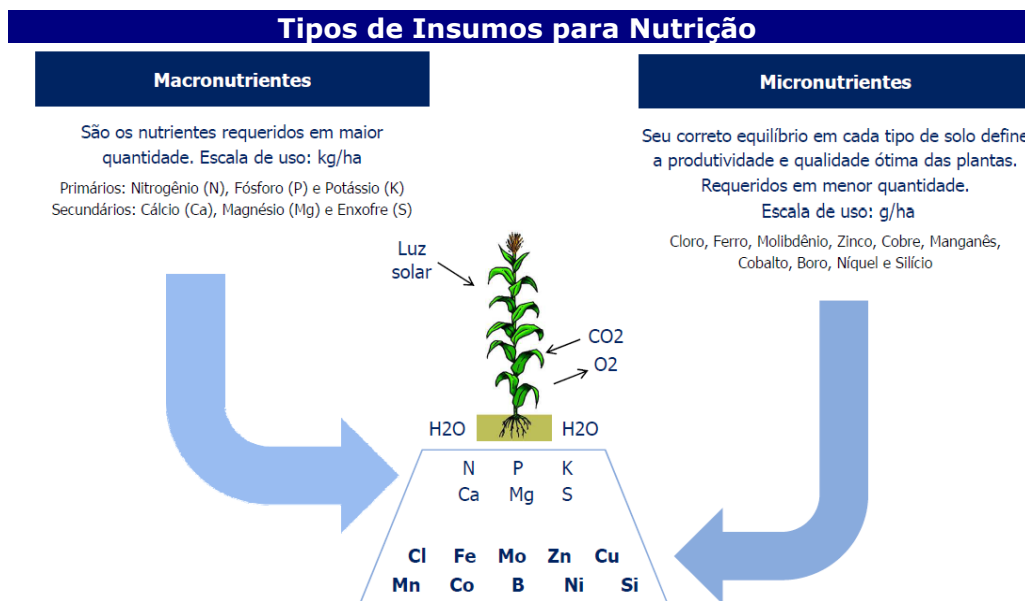 Tipos de Insumos para Nutrição
Macronutrientes
São os nutrientes requeridos em maior
quantidade. Escala de uso: kg/ha
Primários: Nitrogênio (N), Fósforo (P) e Potássio (K)
Secundários: Cálcio (Ca), Magnésio (Mg) e Enxofre (S)
Micronutrientes
Seu correto equilíbrio em cada tipo de solo define
a produtividade e qualidade ótima das plantas.
Requeridos em menor quantidade.
Escala de uso: g/ha
Cloro, Ferro, Molibdênio, Zinco, Cobre, Manganês,
Cobalto, Boro, Níquel e Silício
Luz
solar
CO2
O2
H2O H2O
N P K
Ca Mg S
Cl Fe Mo Zn Cu
Mn Co B Ni Si